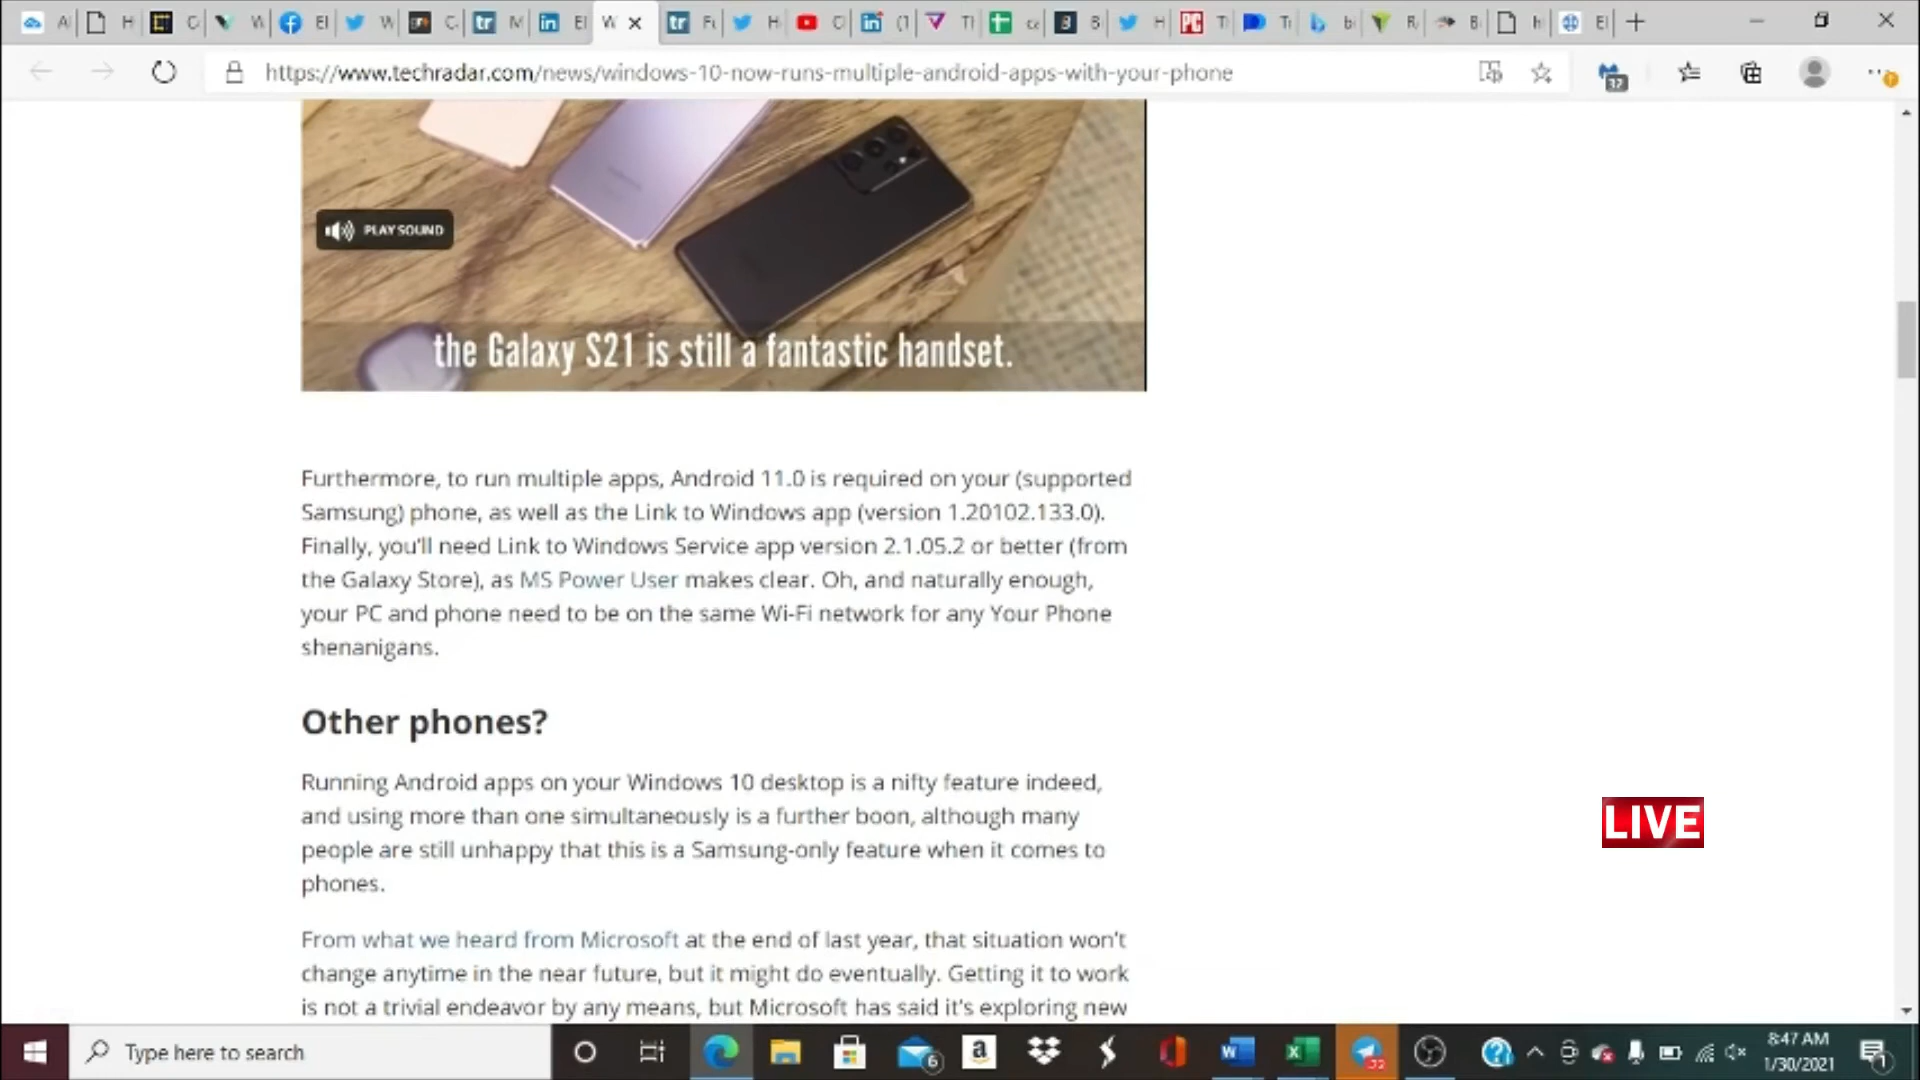 https://www.techradar.com/news/windows-10-now-runs-multiple-android-apps-with-your-phone
32
PLAY SOUND
the Galaxy S21 is still a fantastic handset.
Furthermore, to run multiple apps, Android 11.0 is required on your (supported
Samsung) phone, as well as the Link to Windows app (version 1.20102.133.0).
Finally, you'll need Link to Windows Service app version 2.1.05.2 or better (from
the Galaxy Store), as MS Power User makes clear. Oh, and naturally enough,
your PC and phone need to be on the same Wi-Fi network for any Your Phone
shenanigans.
Other phones?
Running Android apps on your Windows 10 desktop is a nifty feature indeed,
and using more than one simultaneously is a further boon, although many
people are still unhappy that this is a Samsung-only feature when it comes to
phones.
LIVE
From what we heard from Microsoft at the end of last year, that situation won't
change anytime in the near future, but it might do eventually. Getting it to work
is not a trivial endeavor by any means, but Microsoft has said it's exploring new
Type here to search
6
8:47 AM
1/30/2021
1